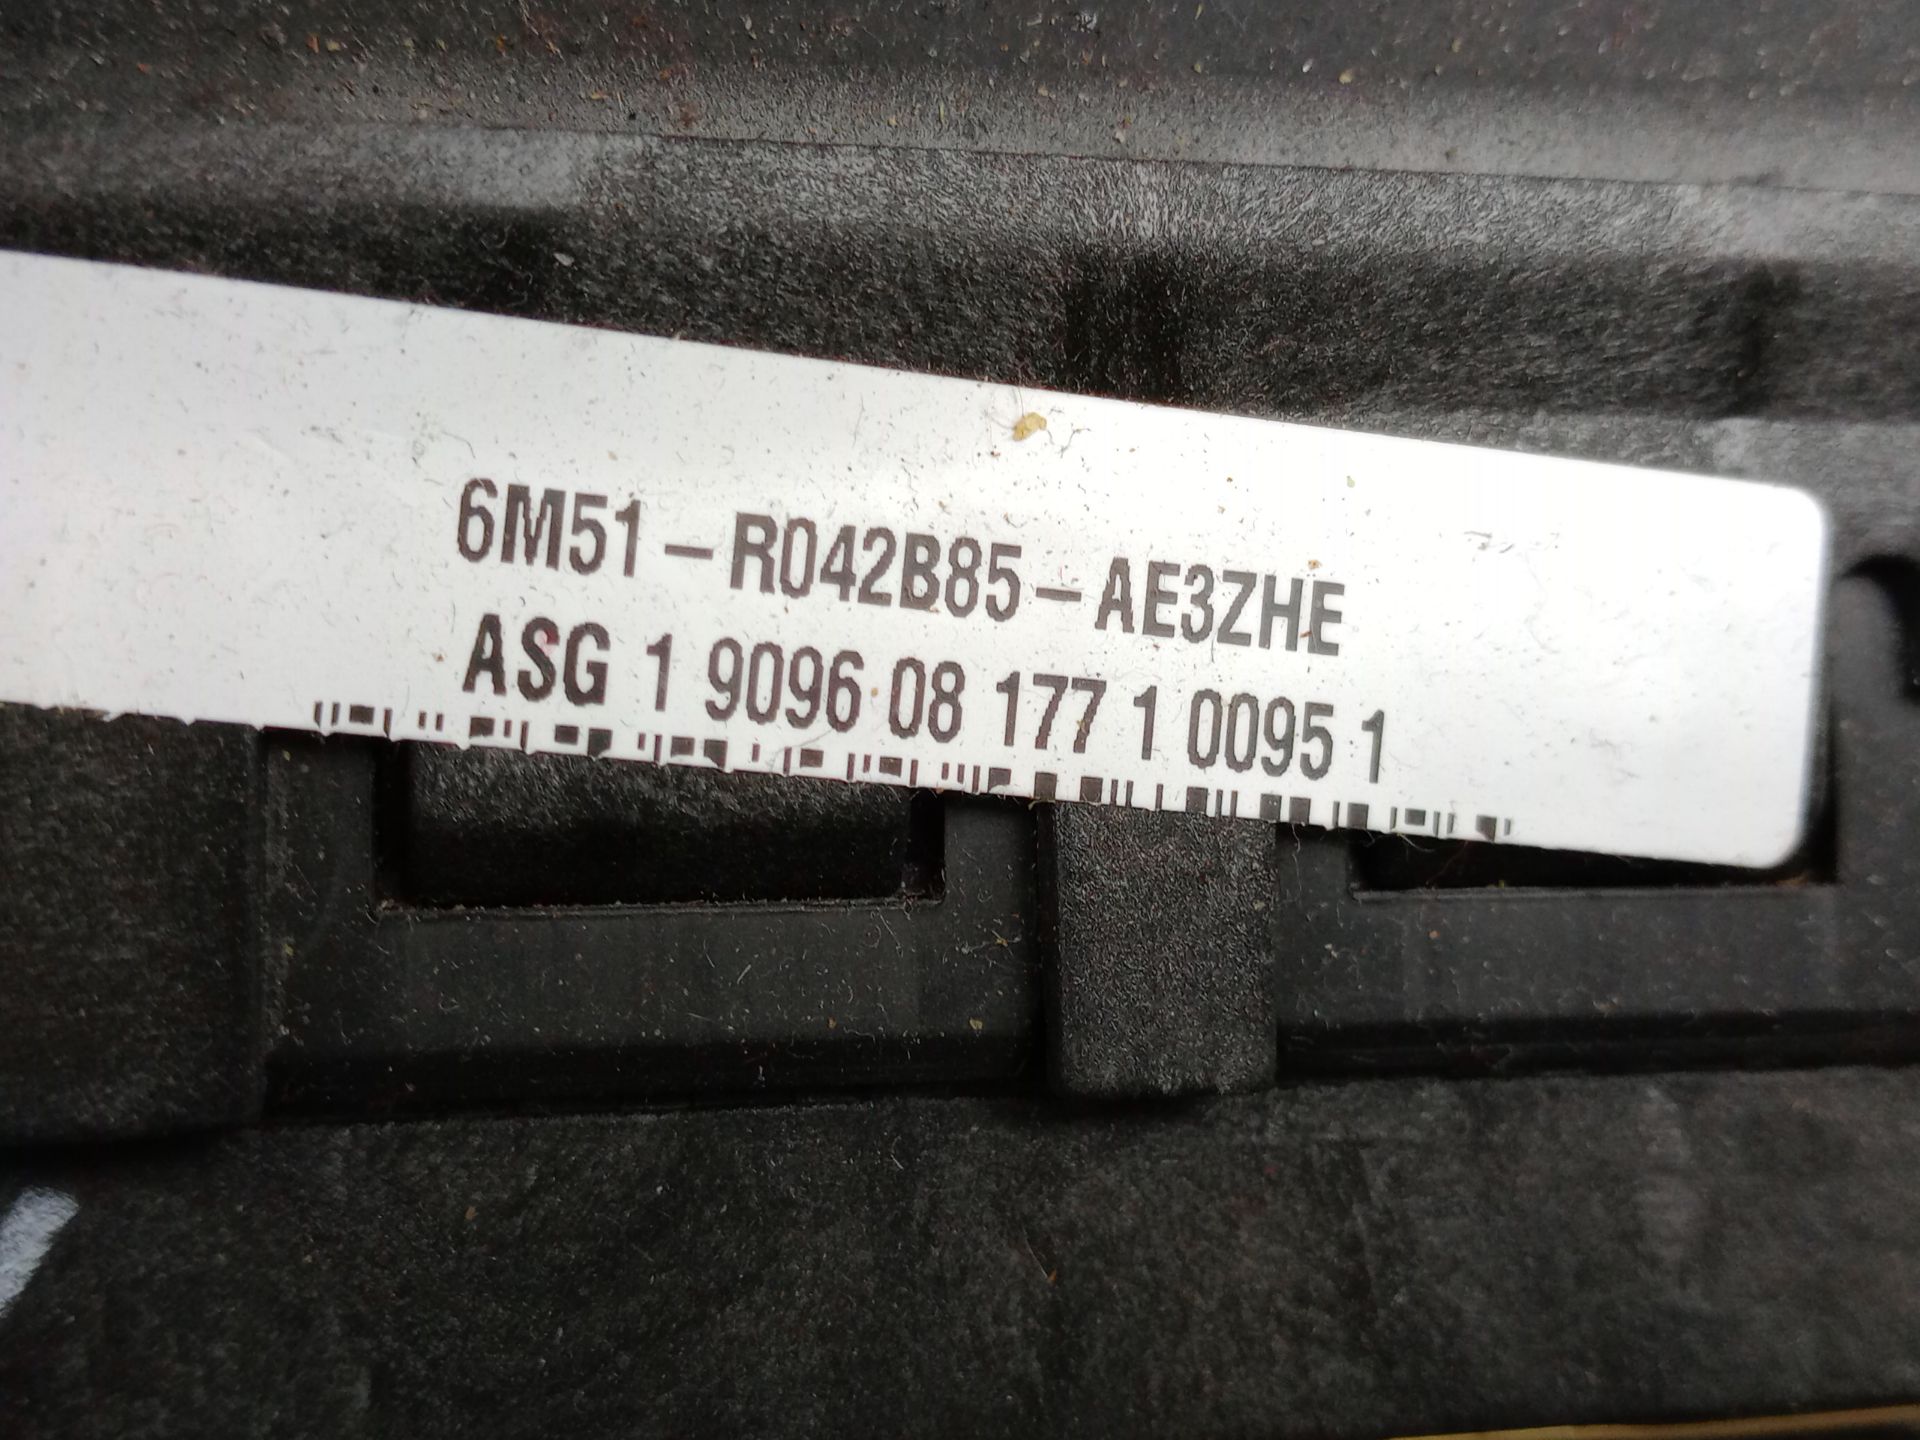 6M51-R042B85-AE3ZHE
ASG 1 9096 08 177 1 0095 1